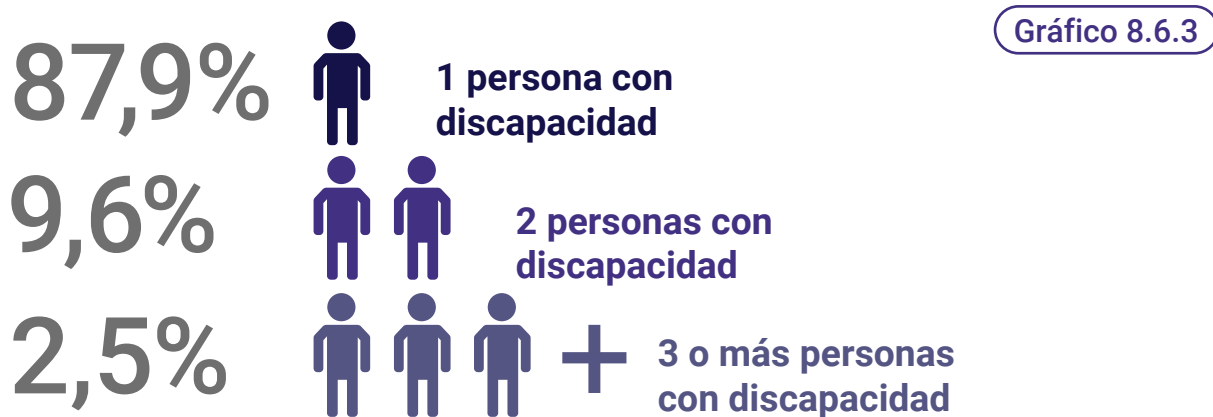 Gráfico 8.6.3
87,9%
1 persona con
discapacidad
9,6%
2 personas con
discapacidad
2,5%
3 o más personas
con discapacidad